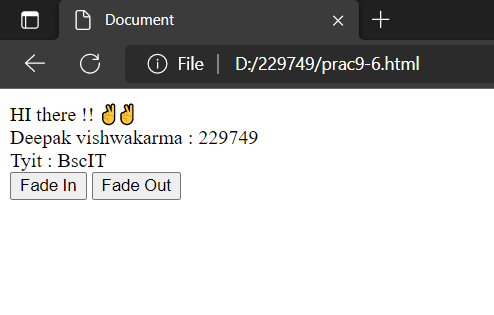 Document
File | D:/229749/prac9-6.html
HI there !! ✌✌
Deepak vishwakarma : 229749
Tyit : BscIT
Fade In Fade Out